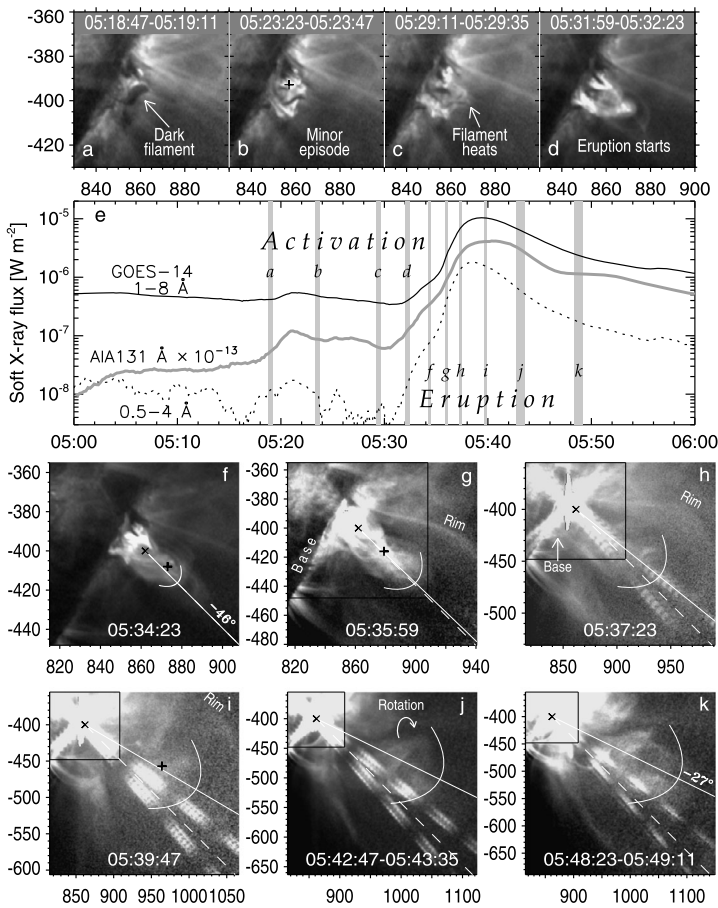 05:18:47-05:19:11 05:23:23-05:23:47 05:29:11-05:29:35 05:31:59-05:32:23
-360
-380
-400
-420
Dark filament
Minor episode
Filament heats
Eruption starts
a b c d
840 860 880 840 860 880 840 860 880 840 860 880 900
e
Activation
a b c d
GOES-14
1-8 Å
AIA131 Å × 10⁻¹³
0.5-4 Å
f g h i j k
Eruption
Soft X-ray flux [W m⁻²]
10⁻⁵
10⁻⁶
10⁻⁷
10⁻⁸
05:00 05:10 05:20 05:30 05:40 05:50 06:00
-360
-380
-400
-420
-440
f
-46°
05:34:23
820 840 860 880 900
-360
-380
-400
-420
-440
-460
-480
g
Rim
Base
05:35:59
820 860 900 940
-400
-450
-500
h
Rim
Base
05:37:23
850 900 950
-400
-450
-500
-550
-600
i
Rim
05:39:47
850 900 950 1000 1050
-400
-450
-500
-550
-600
-650
j
Rotation
05:42:47-05:43:35
900 1000 1100
-400
-450
-500
-550
-600
-650
k
-27°
05:48:23-05:49:11
900 1000 1100